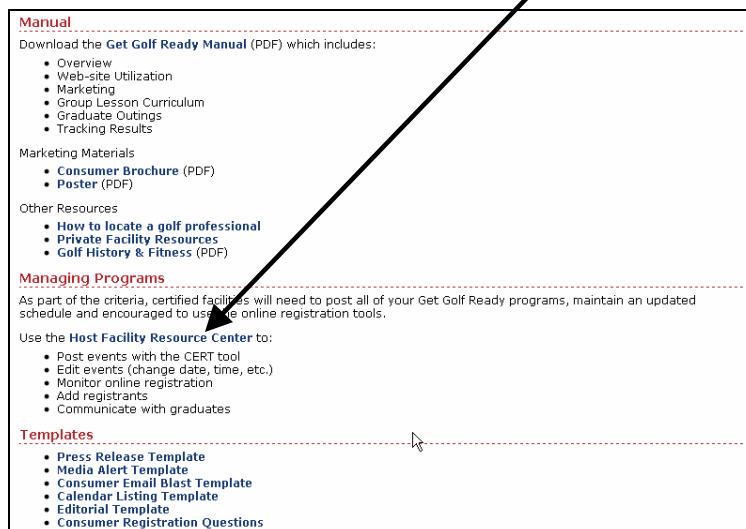 Manual
Download the Get Golf Ready Manual (PDF) which includes:
• Overview
• Web-site Utilization
• Marketing
• Group Lesson Curriculum
• Graduate Outings
• Tracking Results
Marketing Materials
• Consumer Brochure (PDF)
• Poster (PDF)
Other Resources
• How to locate a golf professional
• Private Facility Resources
• Golf History & Fitness (PDF)
Managing Programs
As part of the criteria, certified facilities will need to post all of your Get Golf Ready programs, maintain an updated
schedule and encouraged to use the online registration tools.
Use the Host Facility Resource Center to:
• Post events with the CERT tool
• Edit events (change date, time, etc.)
• Monitor online registration
• Add registrants
• Communicate with graduates
Templates
• Press Release Template
• Media Alert Template
• Consumer Email Blast Template
• Calendar Listing Template
• Editorial Template
• Consumer Registration Questions